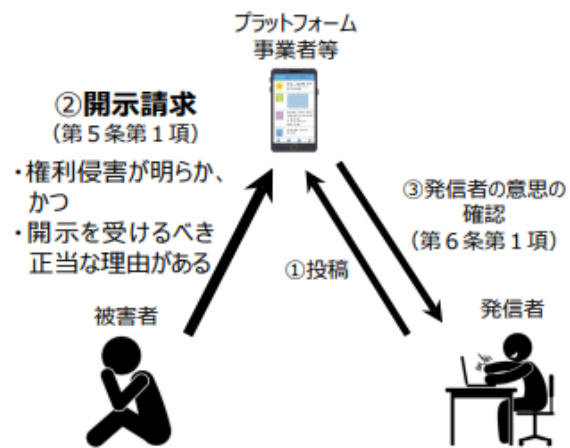 プラットフォーム
事業者等
②開示請求
（第５条第１項）
・権利侵害が明らか、
かつ
・開示を受けるべき
正当な理由がある
③発信者の意思の
確認
（第６条第１項）
①投稿
被害者
発信者